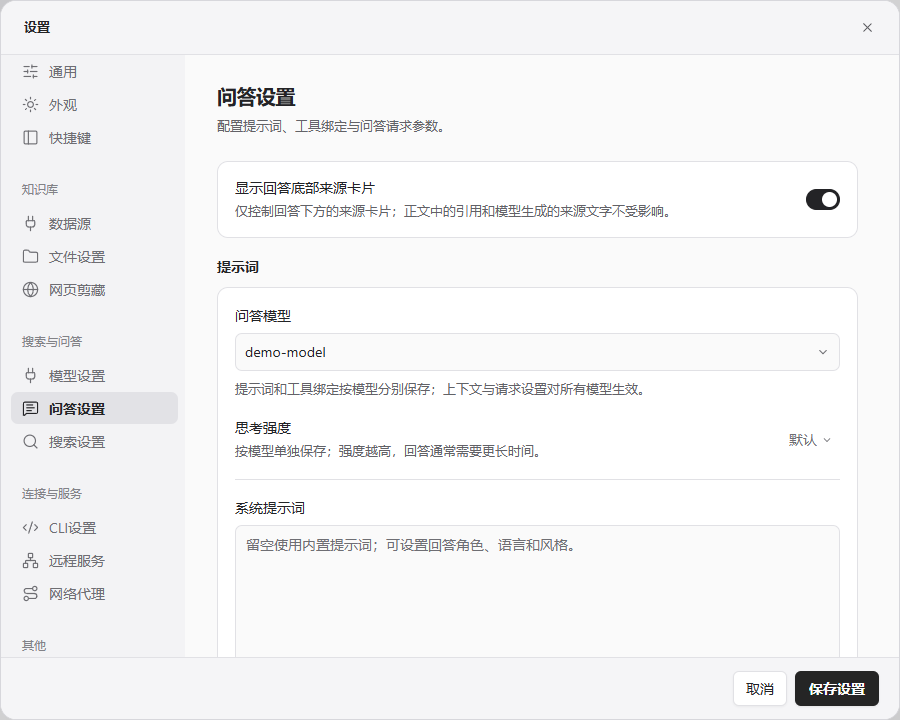 设置
通用
外观
快捷键
知识库
数据源
文件设置
网页剪藏
搜索与问答
模型设置
问答设置
搜索设置
连接与服务
CLI设置
远程服务
网络代理
其他
问答设置
配置提示词、工具绑定与问答请求参数。
显示回答底部来源卡片
仅控制回答下方的来源卡片；正文中的引用和模型生成的来源文字不受影响。
提示词
问答模型
demo-model
提示词和工具绑定按模型分别保存；上下文与请求设置对所有模型生效。
思考强度
按模型单独保存；强度越高，回答通常需要更长时间。
默认
系统提示词
留空使用内置提示词；可设置回答角色、语言和风格。
取消
保存设置